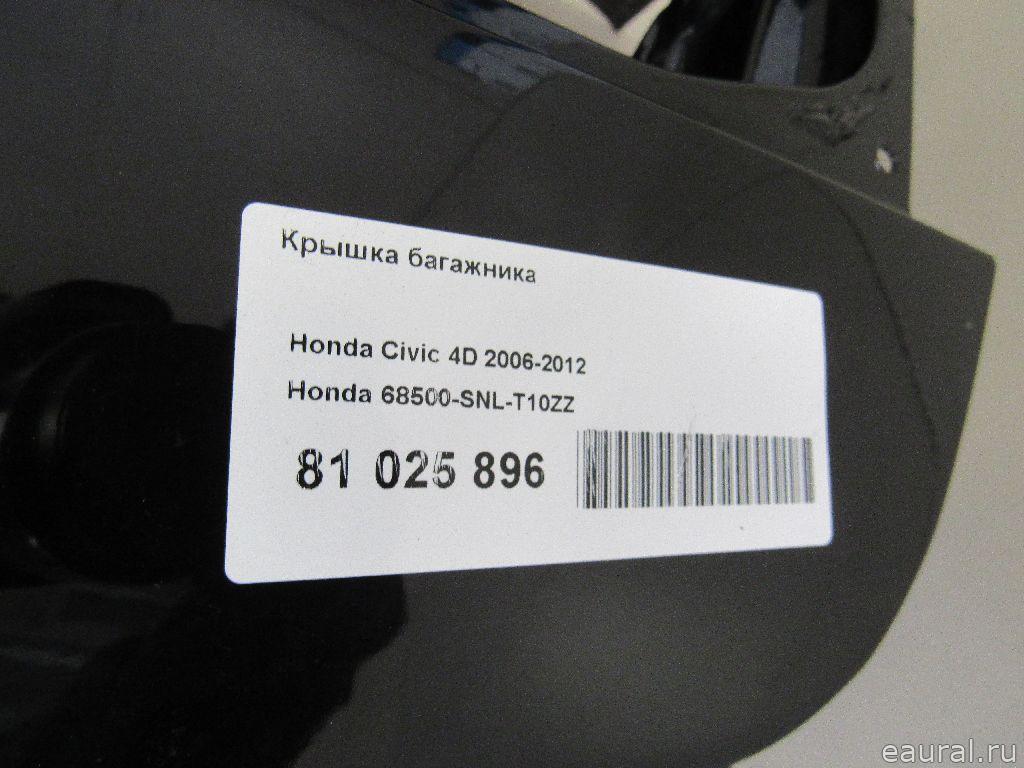 Крышка багажника
Honda Civic 4D 2006-2012
Honda 68500-SNL-T10ZZ
81 025 896
eaural.ru